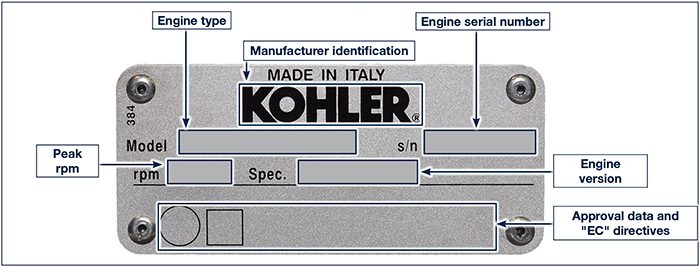 Engine type
Engine serial number
Manufacturer identification
MADE IN ITALY
KOHLER®
384
Model
s/n
Peak
rpm
rpm
Spec.
Engine
version
Approval data and
"EC" directives